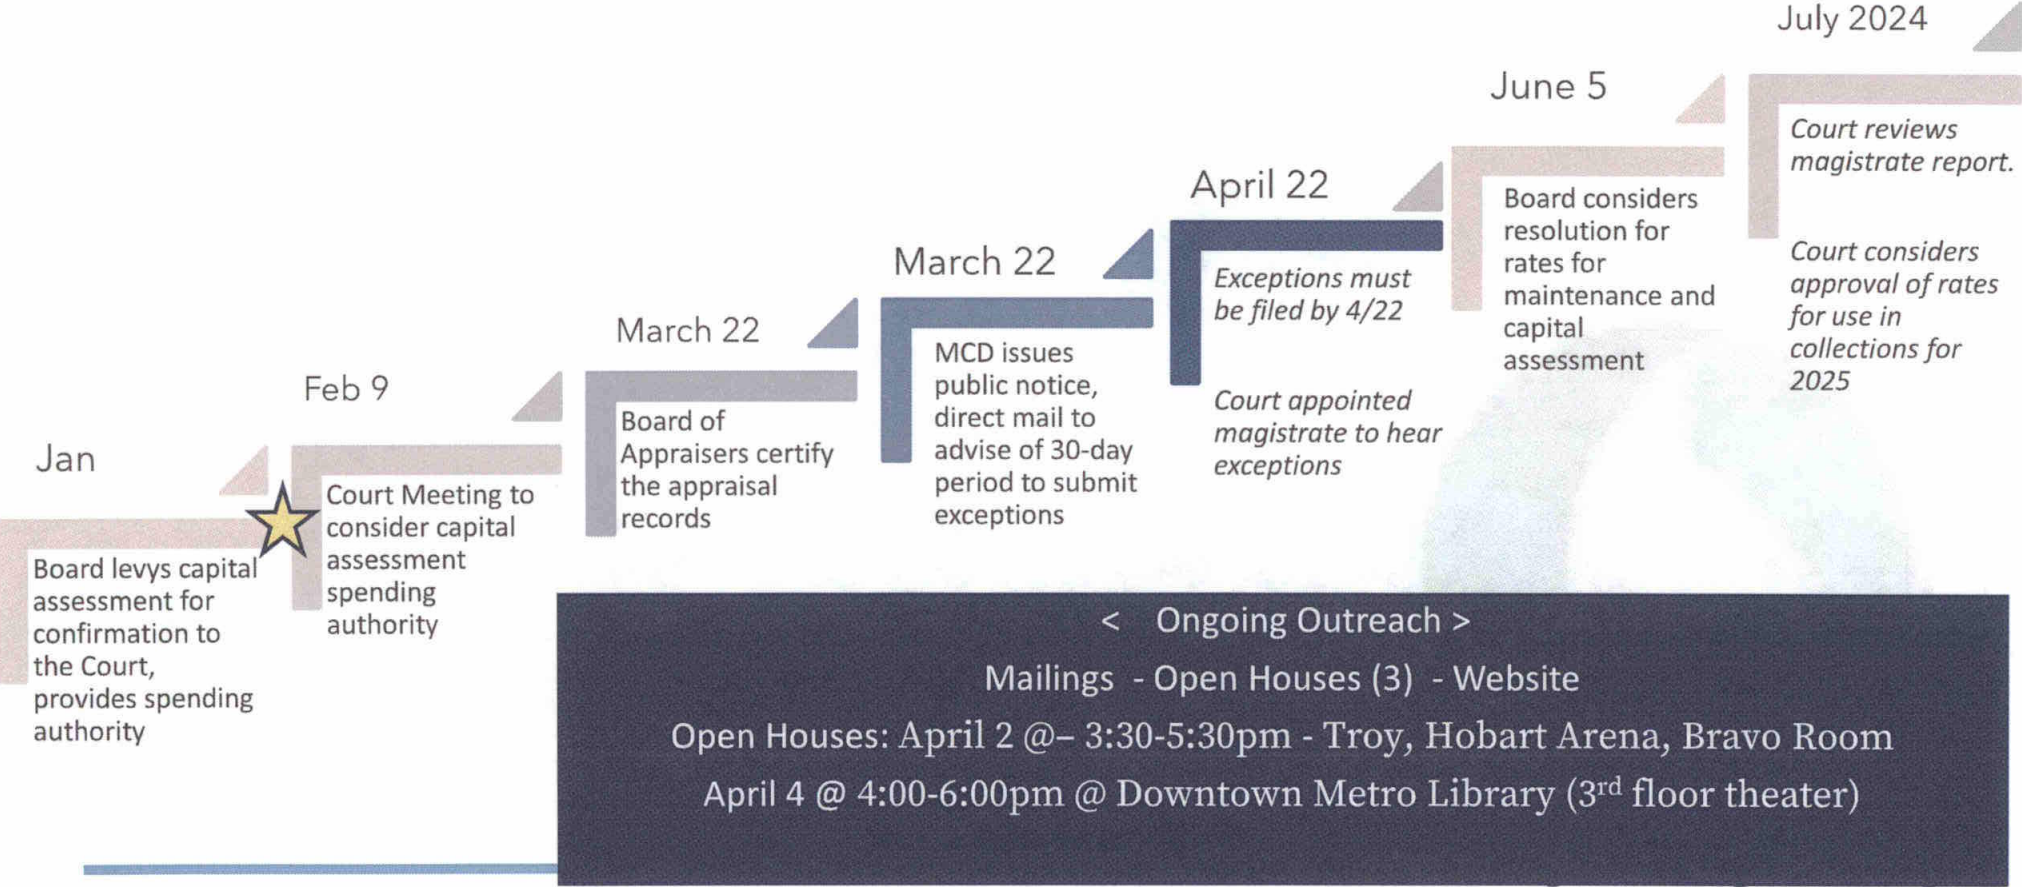 Jan
Board levys capital
assessment for
confirmation to
the Court,
provides spending
authority
Feb 9
Court Meeting to
consider capital
assessment
spending
authority
March 22
Board of
Appraisers certify
the appraisal
records
March 22
MCD issues
public notice,
direct mail to
advise of 30-day
period to submit
exceptions
April 22
Exceptions must
be filed by 4/22
Court appointed
magistrate to hear
exceptions
June 5
Board considers
resolution for
rates for
maintenance and
capital
assessment
July 2024
Court reviews
magistrate report.
Court considers
approval of rates
for use in
collections for
2025
< Ongoing Outreach >
Mailings - Open Houses (3) - Website
Open Houses: April 2 @– 3:30-5:30pm - Troy, Hobart Arena, Bravo Room
April 4 @ 4:00-6:00pm @ Downtown Metro Library (3rd floor theater)